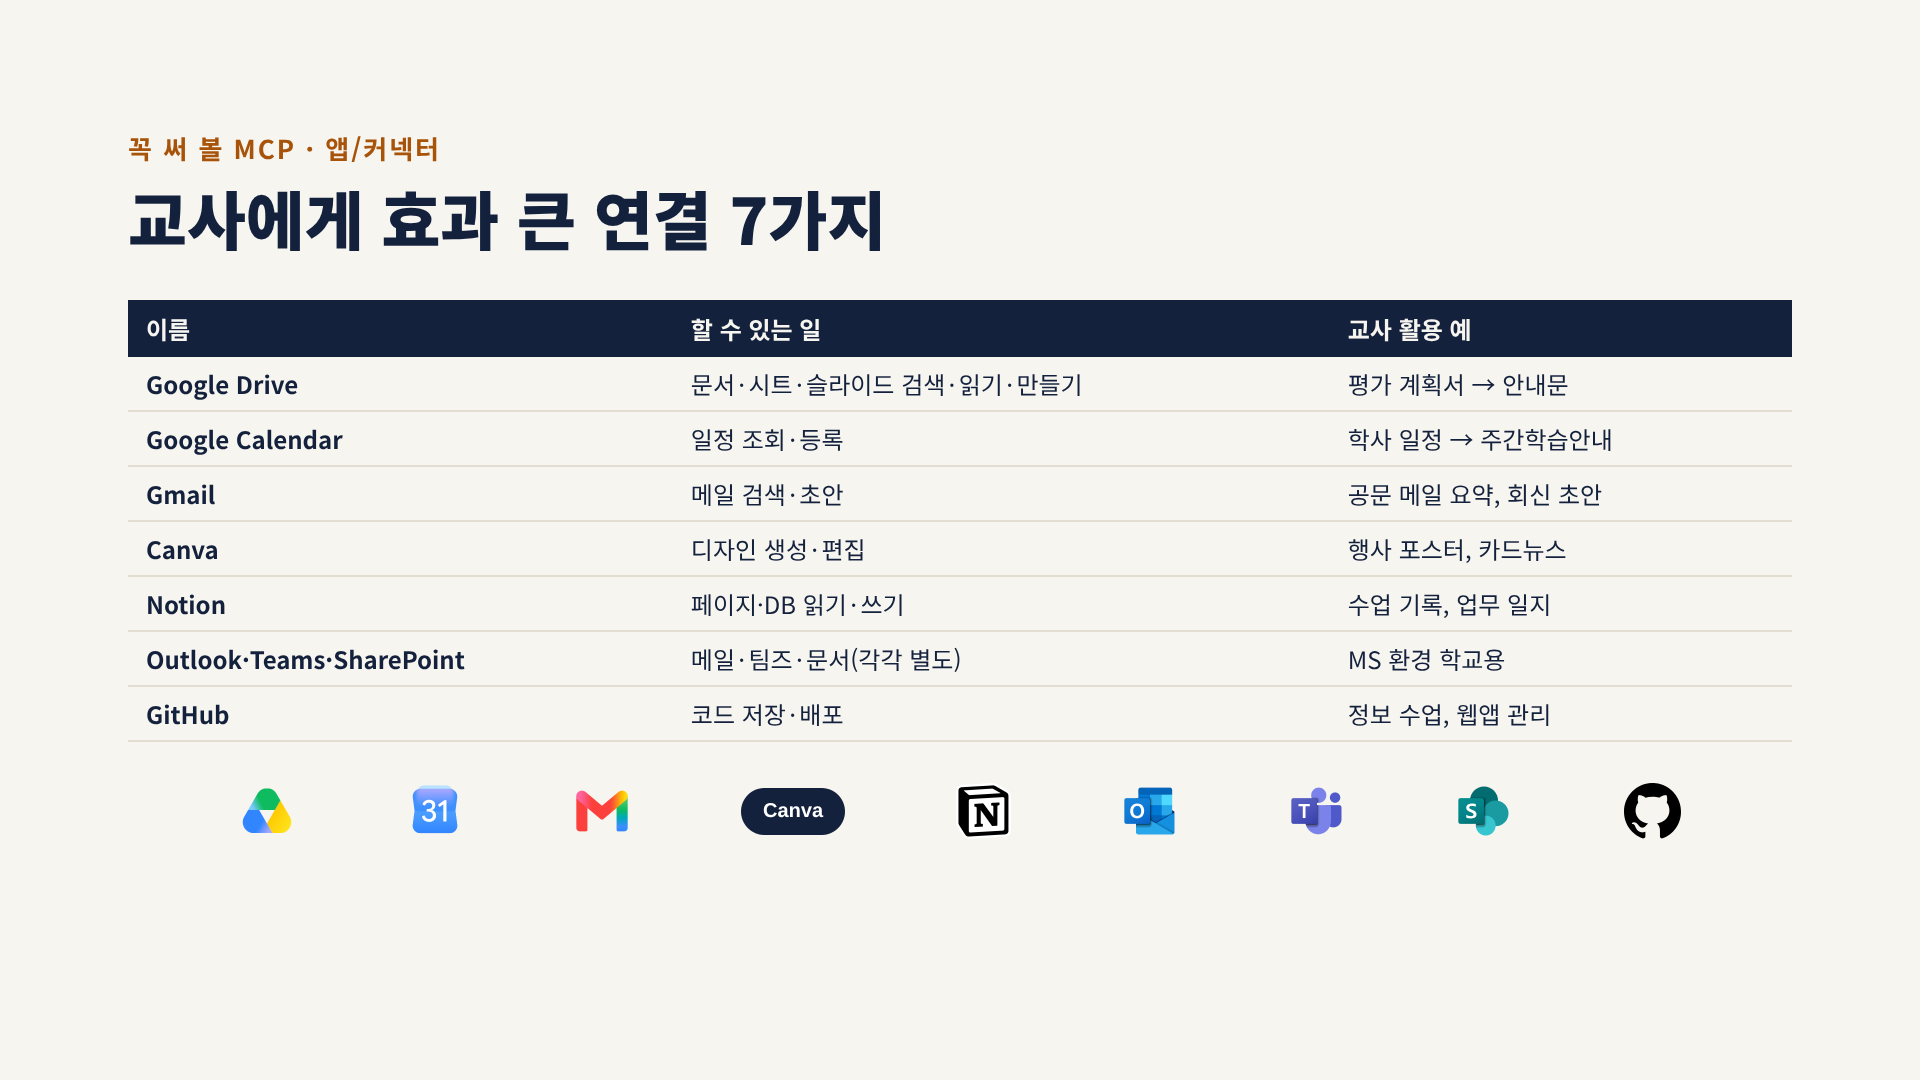 꼭 써 볼 MCP · 앱/커넥터
교사에게 효과 큰 연결 7가지
이름 할 수 있는 일 교사 활용 예
Google Drive 문서·시트·슬라이드 검색·읽기·만들기 평가 계획서 → 안내문
Google Calendar 일정 조회·등록 학사 일정 → 주간학습안내
Gmail 메일 검색·초안 공문 메일 요약, 회신 초안
Canva 디자인 생성·편집 행사 포스터, 카드뉴스
Notion 페이지·DB 읽기·쓰기 수업 기록, 업무 일지
Outlook·Teams·SharePoint 메일·팀즈·문서(각각 별도) MS 환경 학교용
GitHub 코드 저장·배포 정보 수업, 웹앱 관리
31 Canva N O T S